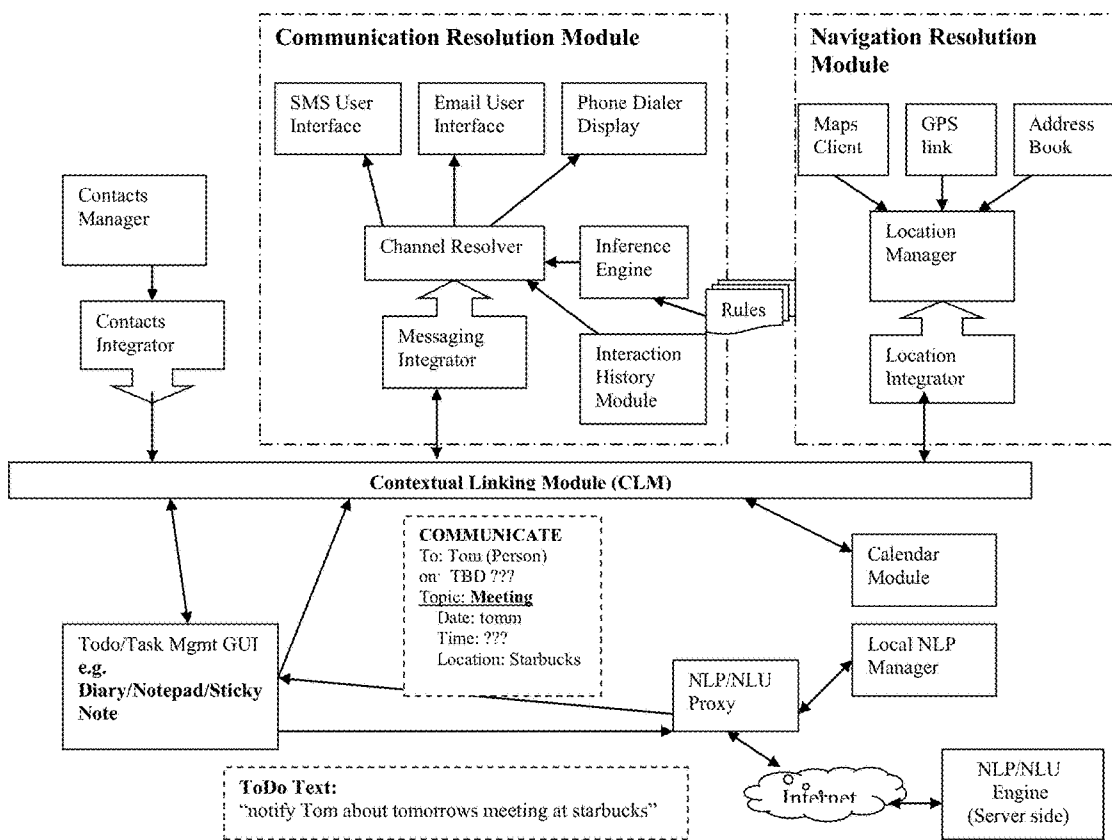 Communication Resolution Module
SMS User
Interface
Email User
Interface
Phone Dialer
Display
Navigation Resolution
Module
Maps
Client
GPS
link
Address
Book
Contacts
Manager
Channel Resolver
Inference
Engine
Rules
Location
Manager
Contacts
Integrator
Messaging
Integrator
Interaction
History
Module
Location
Integrator
Contextual Linking Module (CLM)
COMMUNICATE
To: Tom (Person)
on: TBD ???
Topic: Meeting
Date: tomm
Time: ???
Location: Starbucks
Calendar
Module
Todo/Task Mgmt GUI
e.g.
Diary/Notepad/Sticky
Note
Local NLP
Manager
NLP/NLU
Proxy
ToDo Text:
“notify Tom about tomorrows meeting at starbucks”
Internet
NLP/NLU
Engine
(Server side)